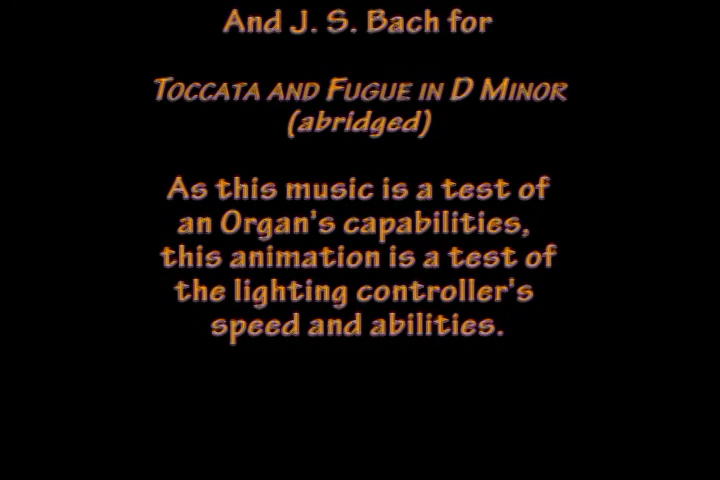 And J. S. Bach for
TOCCATA AND FUGUE IN D MINOR
(abridged)
As this music is a test of
an Organ's capabilities,
this animation is a test of
the lighting controller's
speed and abilities.